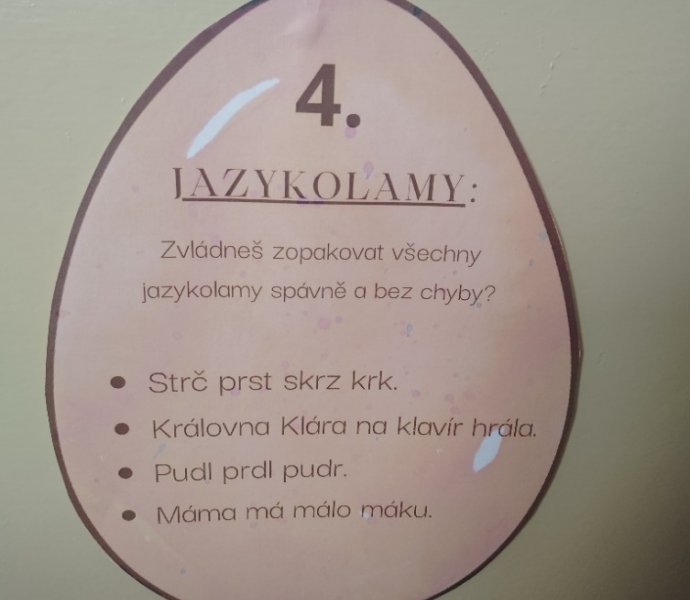 4.
JAZYKOLAMY:
Zvládneš zopakovat všechny
jazykolamy spávně a bez chyby?
• Strč prst skrz krk.
• Královna Klára na klavír hrála.
• Pudl prdl pudr.
• Máma má málo máku.